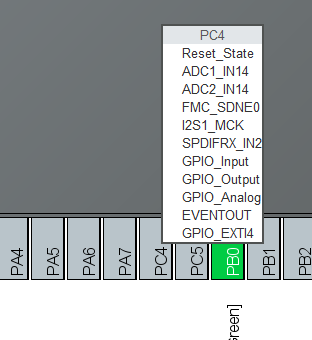 PC4
Reset_State
ADC1_IN14
ADC2_IN14
FMC_SDNE0
I2S1_MCK
SPDIFRX_IN2
GPIO_Input
GPIO_Output
GPIO_Analog
EVENTOUT
GPIO_EXTI4
PA4
PA5
PA6
PA7
PC4
PC5
PB0
PB1
PB2